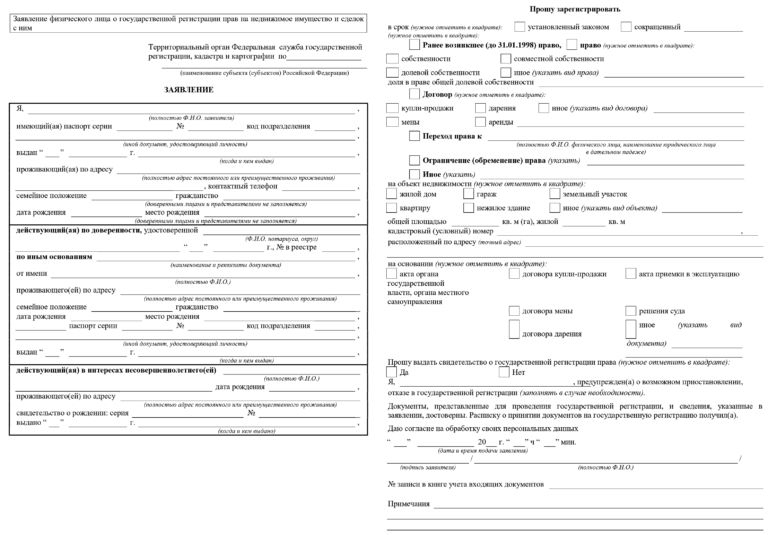 Заявление физического лица о государственной регистрации прав на недвижимое имущество и сделок
с ним
Территориальный орган Федеральная служба государственной
регистрации, кадастра и картографии по
(наименование субъекта (субъектов) Российской Федерации)
ЗАЯВЛЕНИЕ
Я, ,
(полностью Ф.И.О. заявителя)
имеющий(ая) паспорт серии № код подразделения ,
,
(иной документ, удостоверяющий личность)
выдан “ ” г. ,
(когда и кем выдан)
проживающий(ая) по адресу
(полностью адрес постоянного или преимущественного проживания)
, контактный телефон ,
семейное положение гражданство
(доверенными лицами и представителями не заполняется)
дата рождения место рождения ,
(доверенными лицами и представителями не заполняется)
действующий(ая) по доверенности, удостоверенной
(Ф.И.О. нотариуса, округ)
“ ” г., № в реестре ,
по иным основаниям
(наименование и реквизиты документа)
от имени ,
(полностью Ф.И.О.)
проживающего(ей) по адресу
(полностью адрес постоянного или преимущественного проживания)
семейное положение гражданство
дата рождения место рождения ,
паспорт серии № код подразделения ,
,
(иной документ, удостоверяющий личность)
выдан “ ” г. ,
(когда и кем выдан)
действующий(ая) в интересах несовершеннолетнего(ей)
(полностью Ф.И.О.)
дата рождения ,
проживающего(ей) по адресу
(полностью адрес постоянного или преимущественного проживания)
свидетельство о рождении: серия №
выдано “ ” г. ,
(когда и кем выдано)
Прошу зарегистрировать
в срок (нужное отметить в квадрате): установленный законом сокращенный ,
(нужное отметить в квадрате):
Ранее возникшее (до 31.01.1998) право, право (нужное отметить в квадрате):
собственности совместной собственности
долевой собственности иное (указать вид права)
доля в праве общей долевой собственности
Договор (нужное отметить в квадрате):
купли-продажи дарения иное (указать вид договора)
мены аренды
Переход права к
(полностью Ф.И.О. физического лица, наименование юридического лица
в дательном падеже)
Ограничение (обременение) права (указать)
Иное (указать)
на объект недвижимости (нужное отметить в квадрате):
жилой дом гараж земельный участок
квартиру нежилое здание иное (указать вид объекта)
общей площадью кв. м (га), жилой кв. м
кадастровый (условный) номер ,
расположенный по адресу (точный адрес)
на основании (нужное отметить в квадрате):
акта органа договора купли-продажи акта приемки в эксплуатацию
государственной
власти, органа местного
самоуправления
договора мены решения суда
иное (указать вид
договора дарения документа)
Прошу выдать свидетельство о государственной регистрации права (нужное отметить в квадрате):
Да Нет
Я, , предупрежден(а) о возможном приостановлении,
отказе в государственной регистрации (заполнять в случае необходимости).
Документы, представленные для проведения государственной регистрации, и сведения, указанные в
заявлении, достоверны. Расписку о принятии документов на государственную регистрацию получил(а).
Даю согласие на обработку своих персональных данных
“ ” 20 г. “ ” ч “ ” мин.
(дата и время подачи заявления)
/ /
(подпись заявителя) (полностью Ф.И.О.)
№ записи в книге учета входящих документов
Примечания